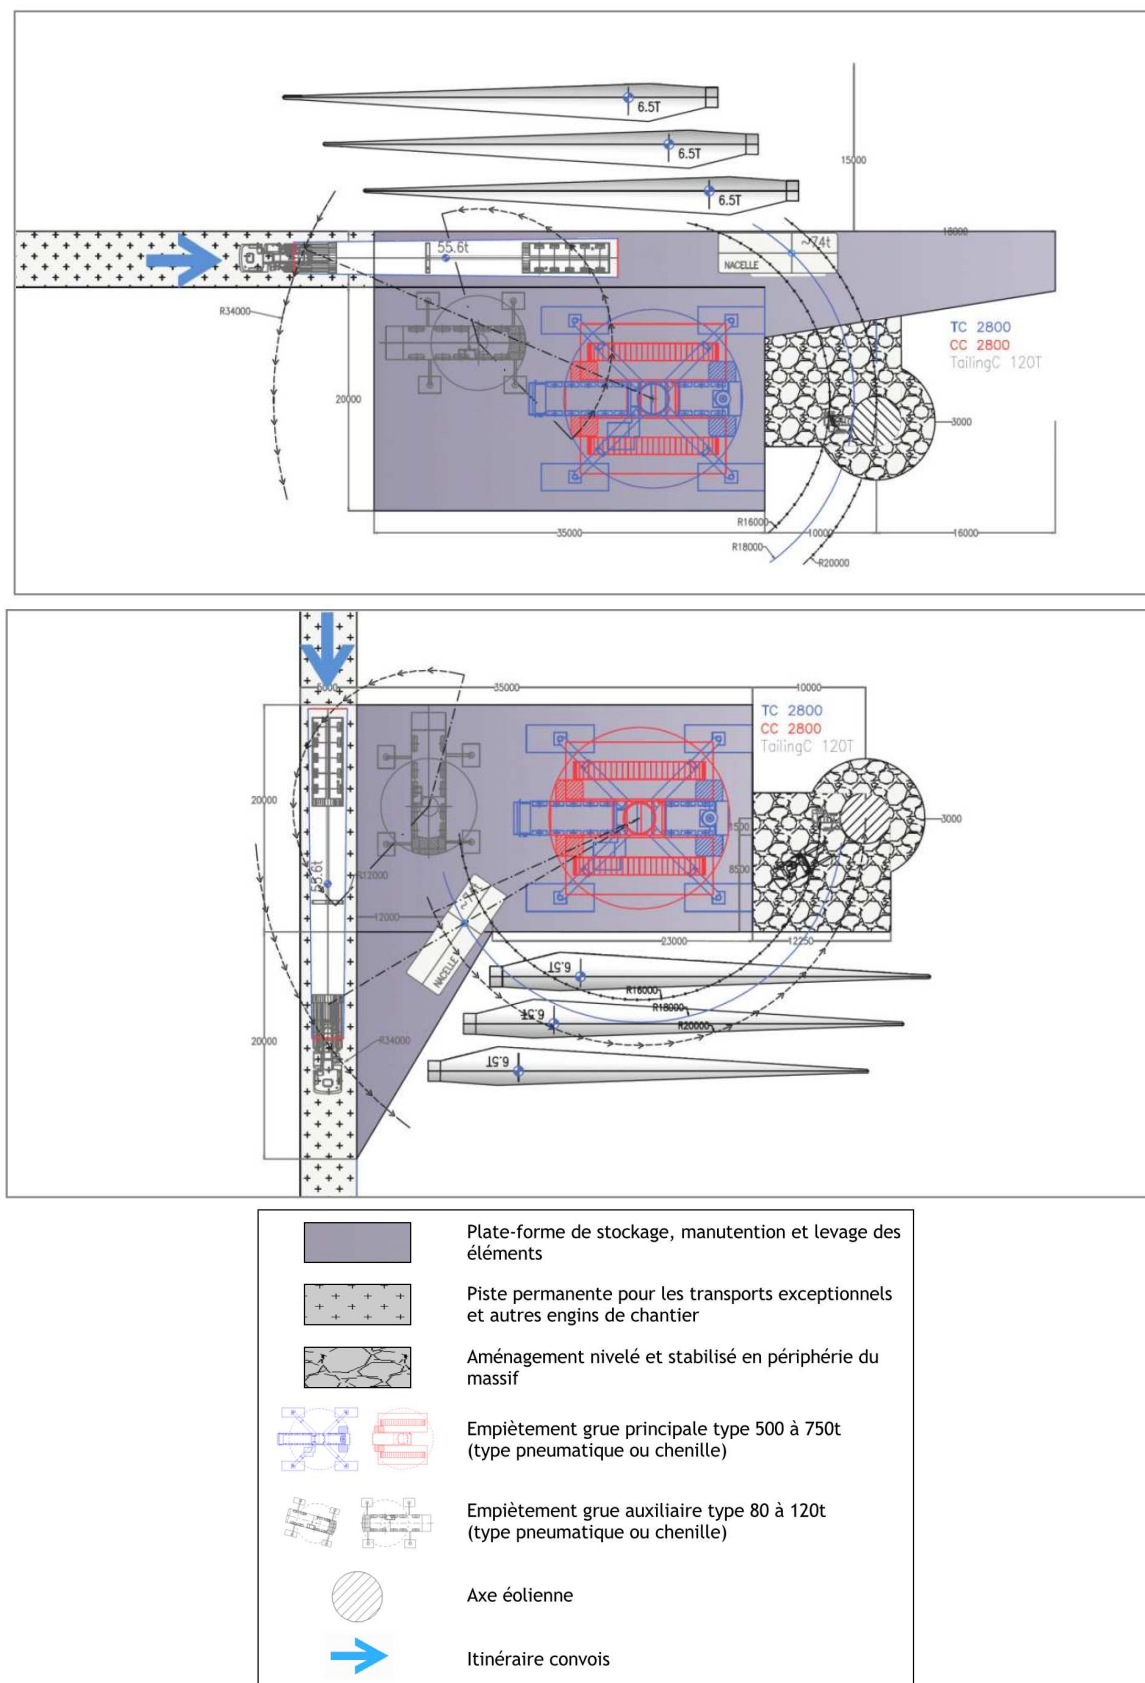 6.5T
6.5T
6.5T
15000
55.6t
~74t
18000
NACELLE
R34000
TC 2800
CC 2800
TailingC 120T
20000
3000
R16000
35000
10000
16000
R18000
R20000
5000
35000
10000
TC 2800
CC 2800
TailingC 120T
20000
3000
1500
8500
55.6t
R12000
12000
NACELLE
23000
12250
6.5T
R16000
R18000
6.5T
R20000
20000
R34000
6.5T
Plate-forme de stockage, manutention et levage des
éléments
Piste permanente pour les transports exceptionnels
et autres engins de chantier
Aménagement nivelé et stabilisé en périphérie du
massif
Empiètement grue principale type 500 à 750t
(type pneumatique ou chenille)
Empiètement grue auxiliaire type 80 à 120t
(type pneumatique ou chenille)
Axe éolienne
Itinéraire convois